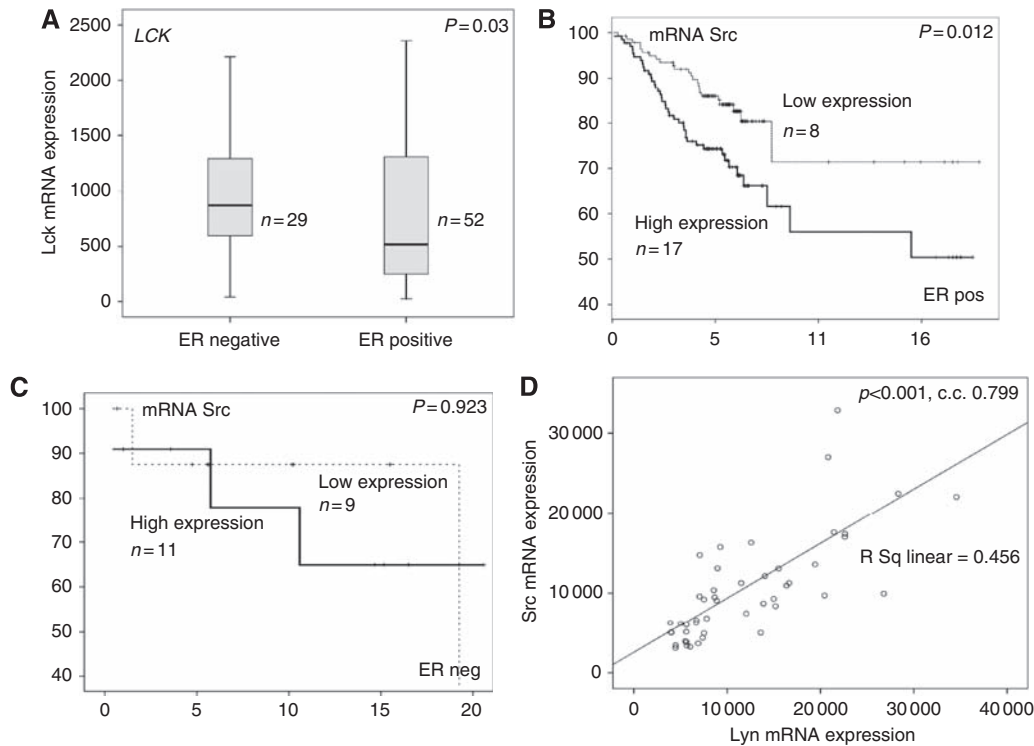 A
LCK
P=0.03
2500
2000
1500
1000
500
0
Lck mRNA expression
n=29
n=52
ER negative
ER positive
B
mRNA Src
P=0.012
100
90
80
70
60
50
40
Low expression
n=8
High expression
n=17
ER pos
0
5
11
16
C
mRNA Src
P=0.923
100
90
80
65
50
40
Low expression
n=9
High expression
n=11
ER neg
0
5
10
15
20
D
p<0.001, c.c. 0.799
30 000
20 000
10 000
0
Src mRNA expression
R Sq linear = 0.456
0
10 000
20 000
30 000
40 000
Lyn mRNA expression